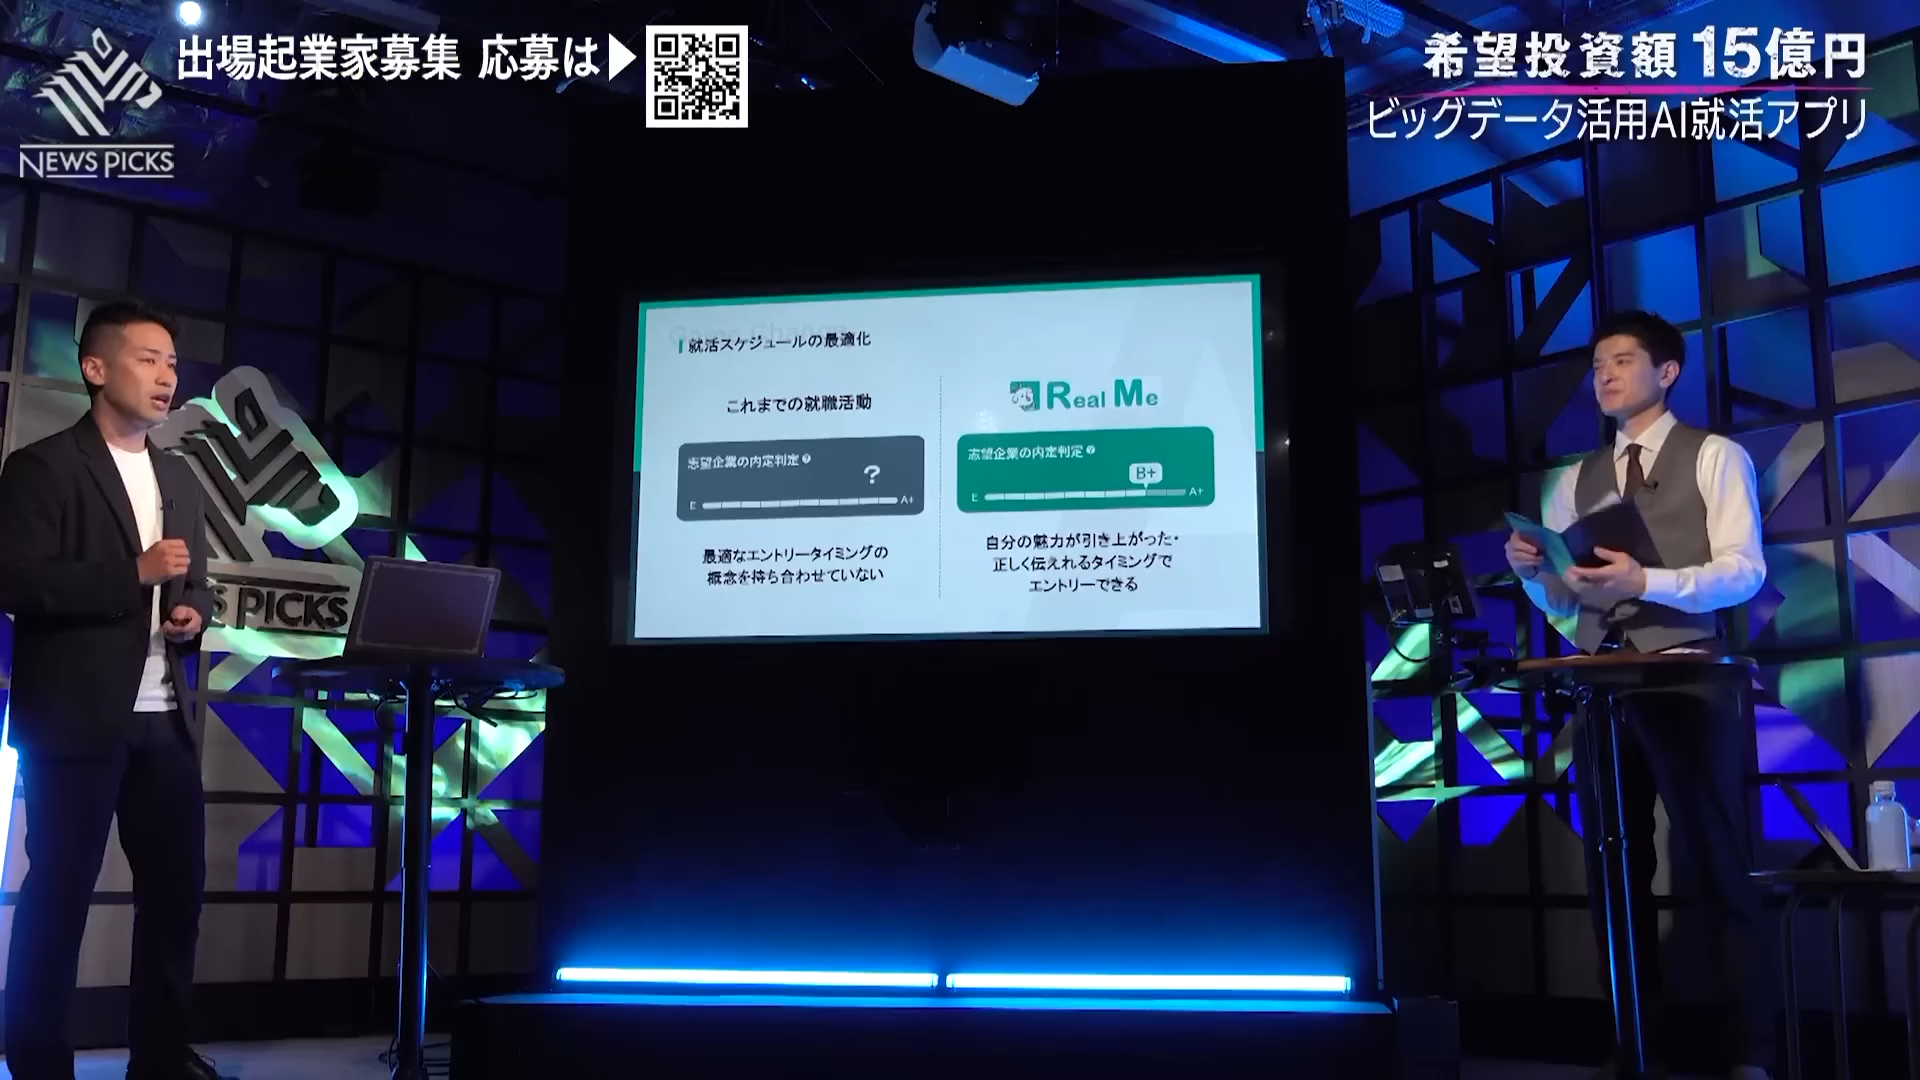 出場起業家募集 応募は▶
NEWS PICKS
希望投資額 15億円
ビッグデータ活用AI就活アプリ
Game Change
就活スケジュールの最適化
これまでの就職活動
志望企業の内定判定?
?
E A+
最適なエントリータイミングの
概念を持ち合わせていない
Real Me
志望企業の内定判定?
B+
E A+
自分の魅力が引き上がった・
正しく伝えれるタイミングで
エントリーできる
S PICKS